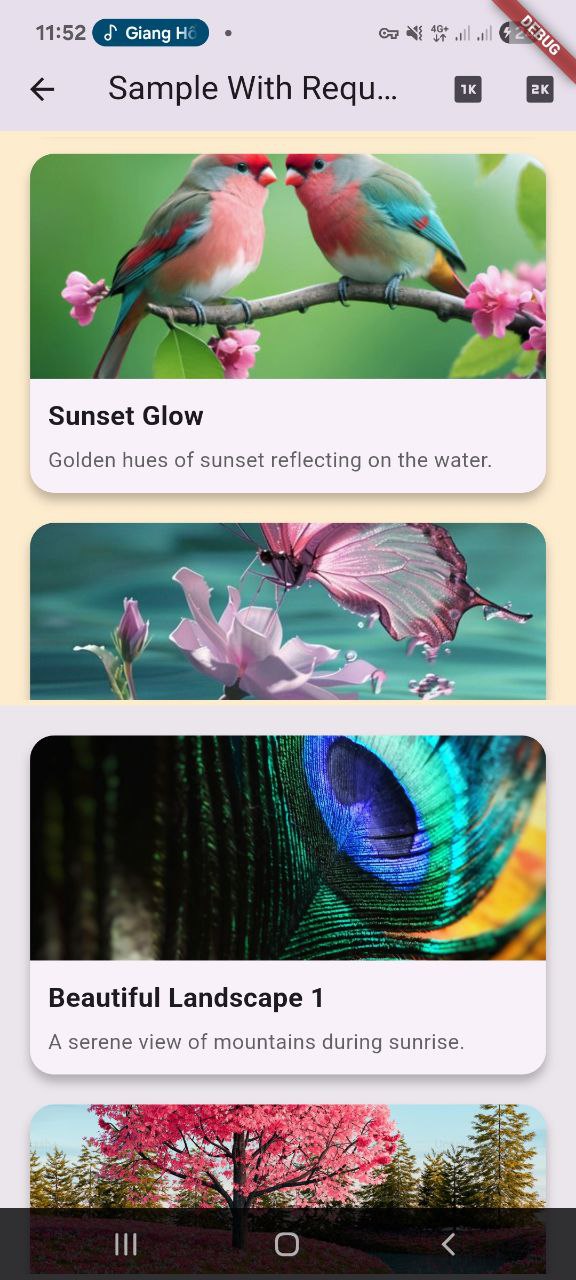 11:52 Giang Hồ
4G+
DEBUG
Sample With Requ...
1K 2K
Sunset Glow
Golden hues of sunset reflecting on the water.
Beautiful Landscape 1
A serene view of mountains during sunrise.